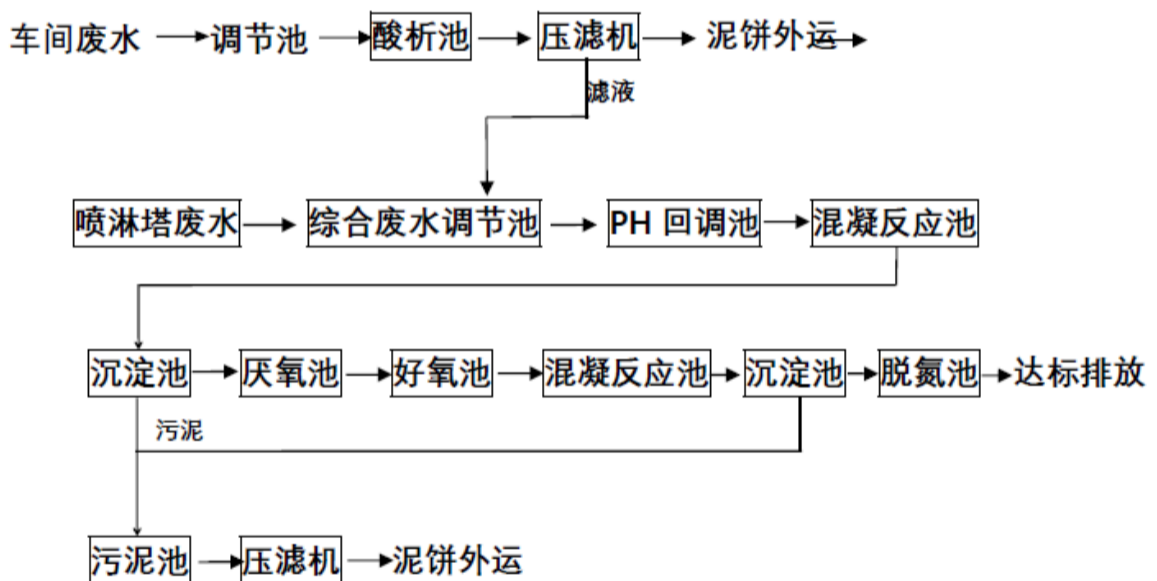 车间废水 调节池 酸析池 压滤机 泥饼外运
滤液
喷淋塔废水 综合废水调节池 PH 回调池 混凝反应池
沉淀池 厌氧池 好氧池 混凝反应池 沉淀池 脱氮池 达标排放
污泥
污泥池 压滤机 泥饼外运